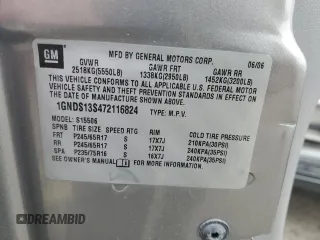 GM
MFD BY GENERAL MOTORS CORP. 06/06
GVWR GAWR FRT GAWR RR
2518KG(5550LB) 1338KG(2950LB) 1452KG(3200LB)
THIS VEHICLE CONFORMS TO ALL APPLICABLE U.S. FEDERAL MOTOR
VEHICLE SAFETY AND THEFT PREVENTION STANDARDS IN EFFECT ON
THE DATE OF MANUFACTURE SHOWN ABOVE.
1GNDS13S472116824 TYPE: M.P.V.
MODEL: S15506
SPNB TIRE SIZE SPEED RTG RIM COLD TIRE PRESSURE
FRT P245/65R17 S 17X7J 210KPA(30PSI)
RR P245/65R17 S 17X7J 240KPA(35PSI)
SPA P235/75R16 S 16X7J 240KPA(35PSI)
SEE OWNER'S MANUAL FOR ADDITIONAL INFORMATION